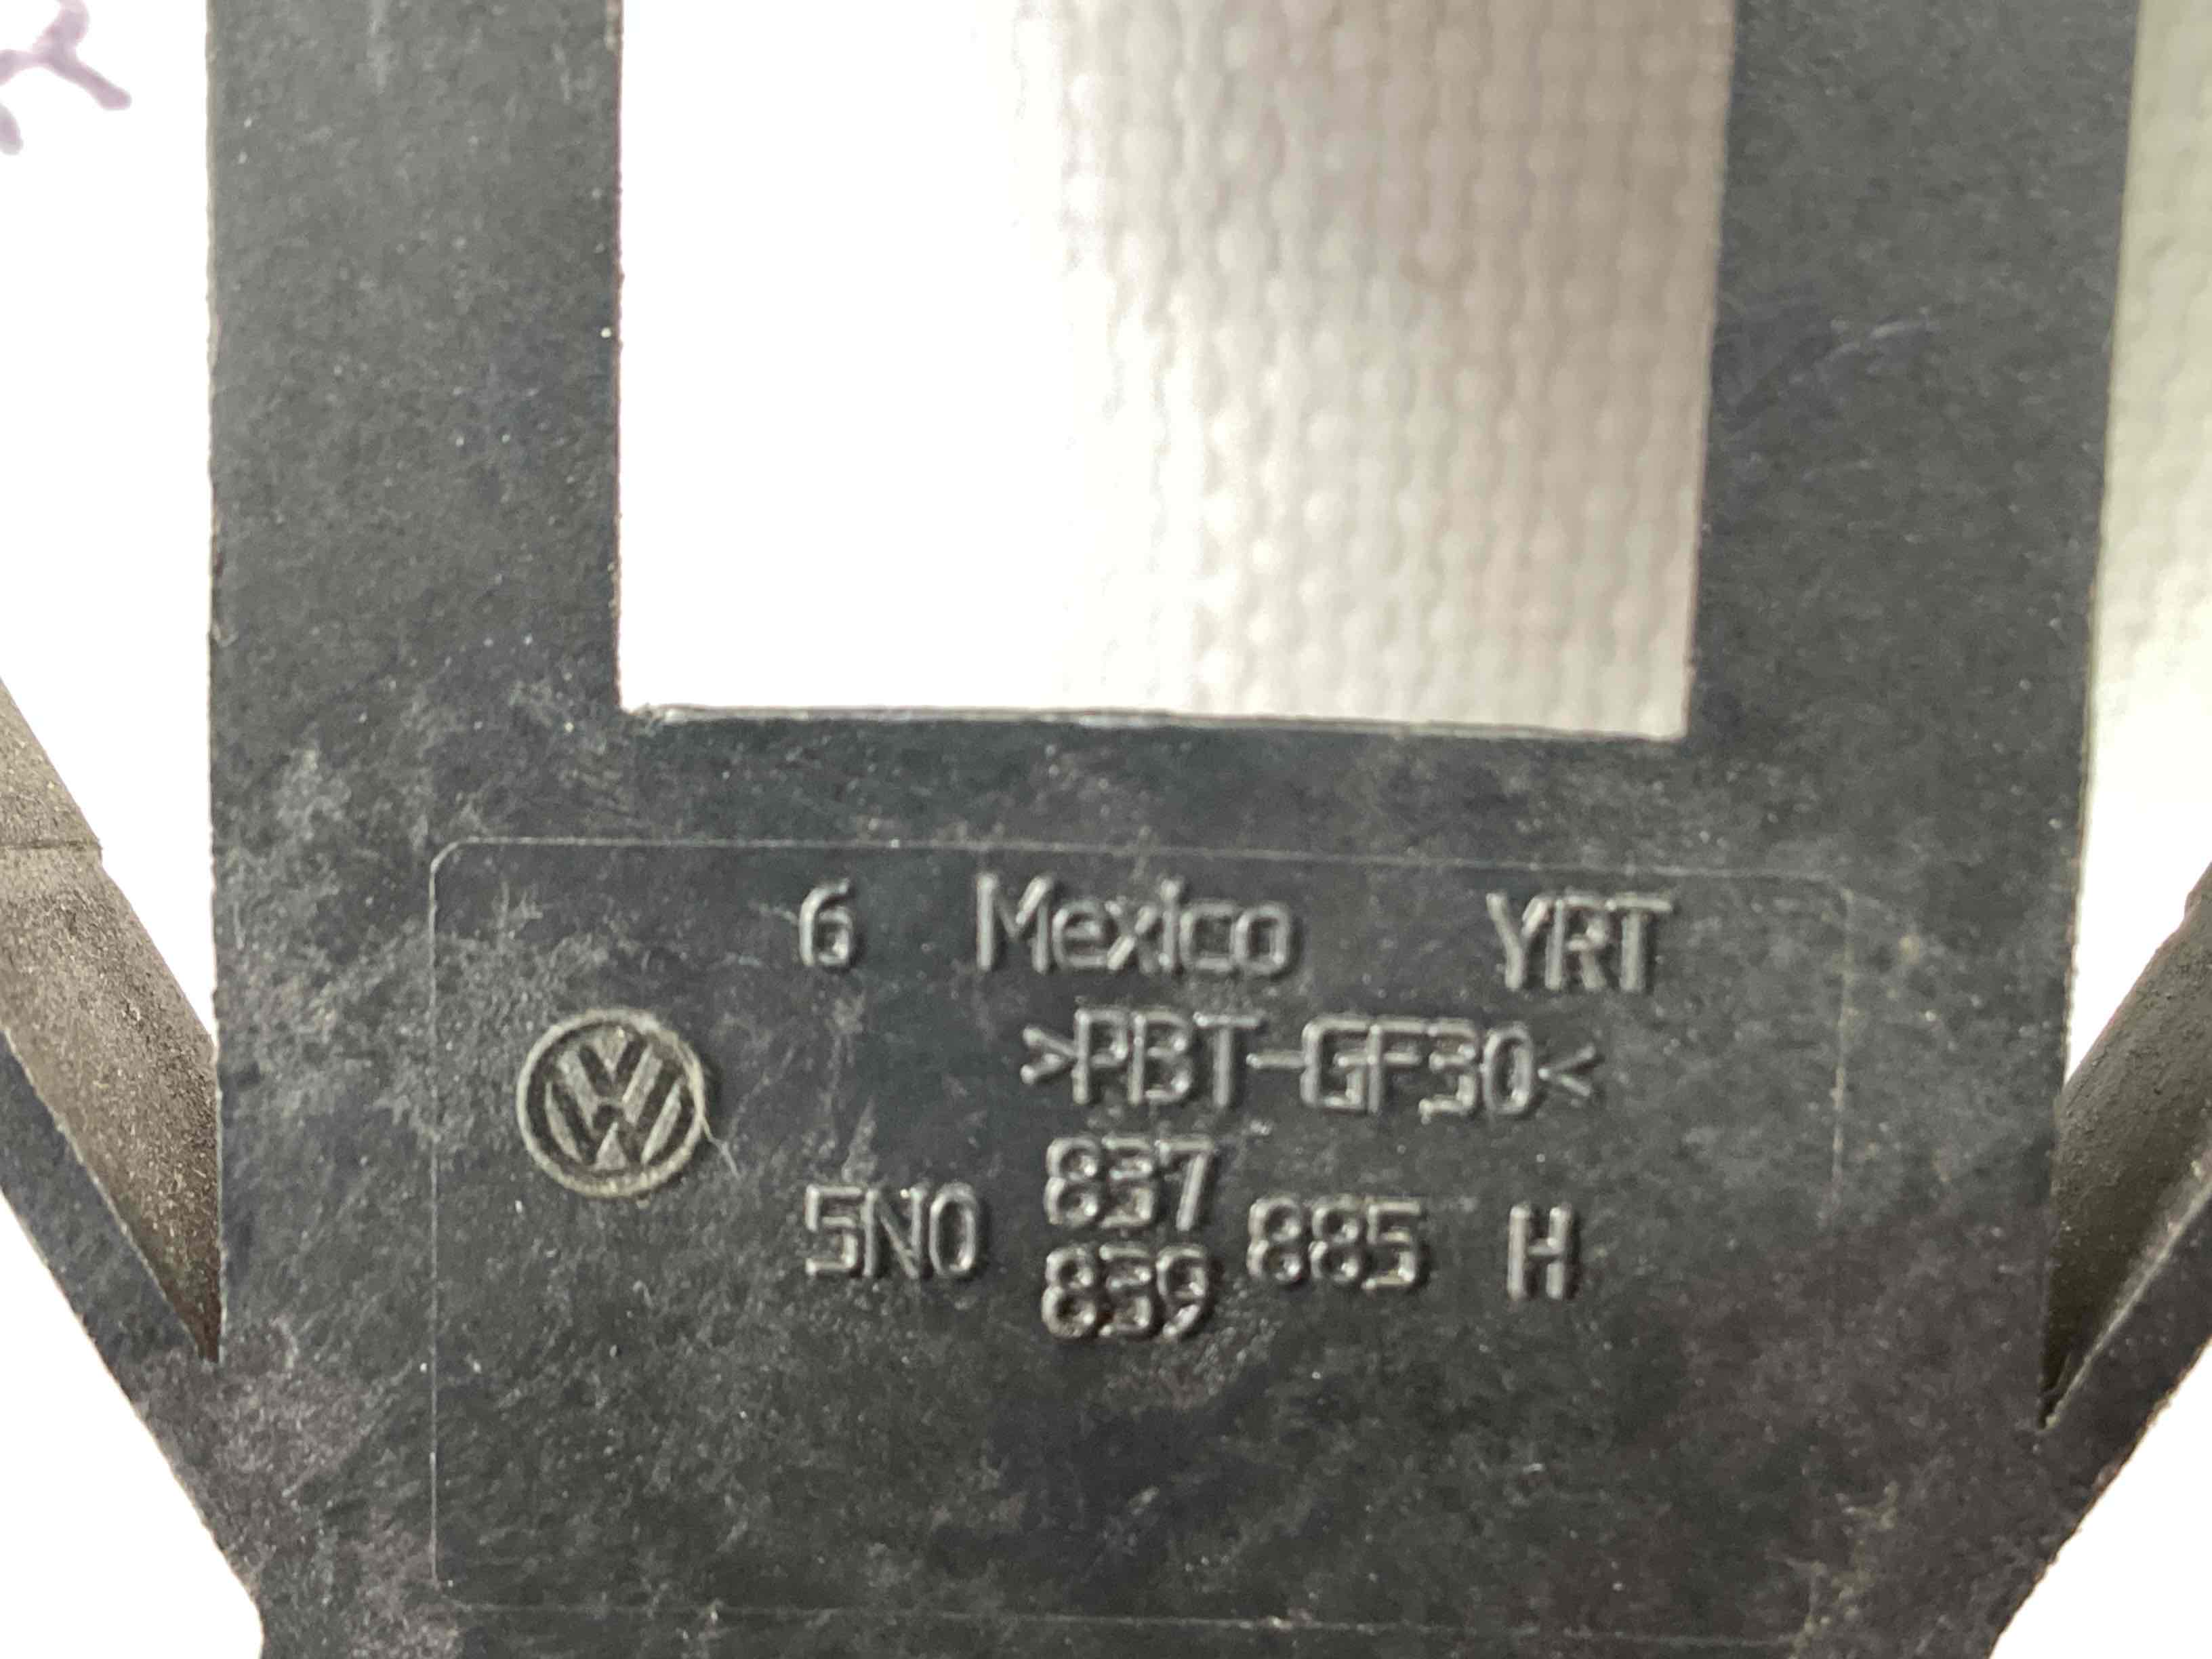 6 Mexico YRT
>PBT-GF30<
837
5N0 885 H
839